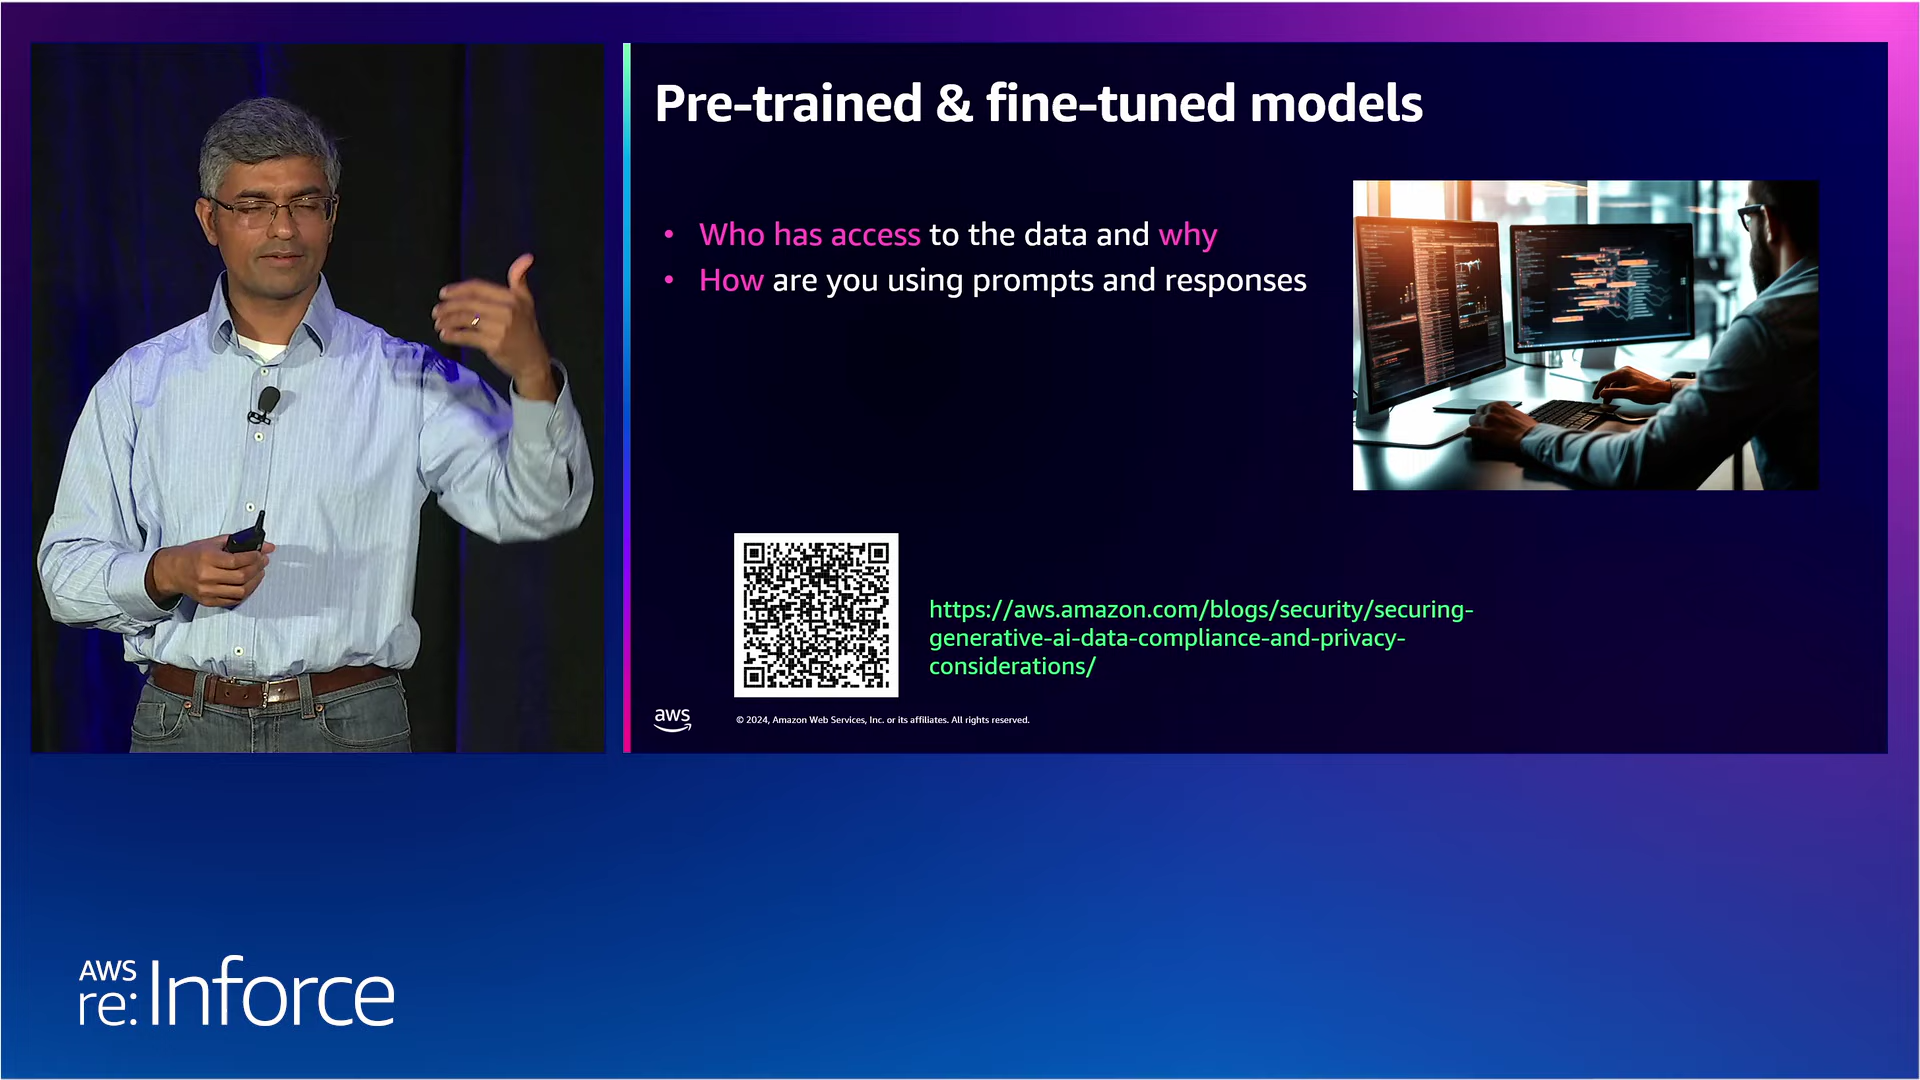 Pre-trained & fine-tuned models
• Who has access to the data and why
• How are you using prompts and responses
https://aws.amazon.com/blogs/security/securing-
generative-ai-data-compliance-and-privacy-
considerations/
aws
© 2024, Amazon Web Services, Inc. or its affiliates. All rights reserved.
AWS
re:Inforce